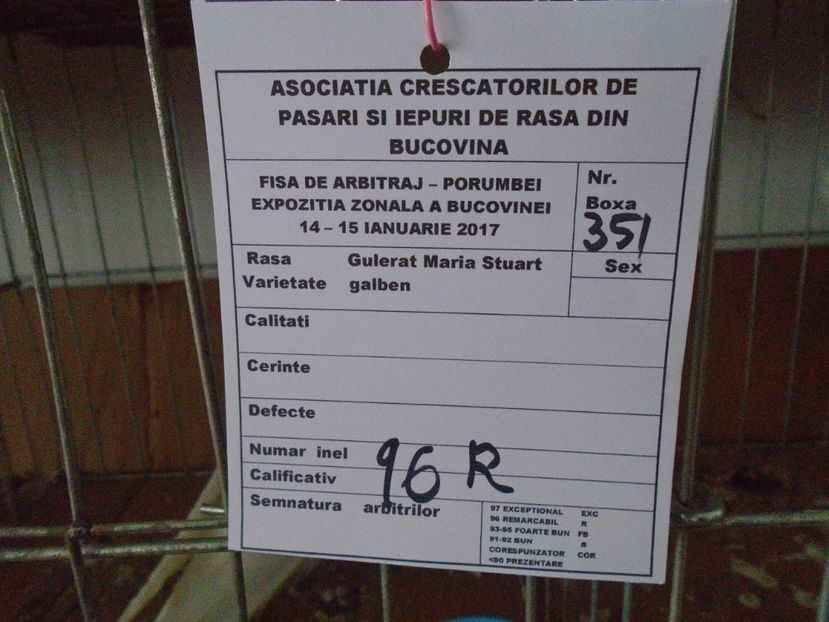 ASOCIATIA CRESCATORILOR DE
PASARI SI IEPURI DE RASA DIN
BUCOVINA
FISA DE ARBITRAJ – PORUMBEI
EXPOZITIA ZONALA A BUCOVINEI
14 – 15 IANUARIE 2017
Nr.
Boxa
351
Rasa Gulerat Maria Stuart
Varietate galben
Sex
Calitati
Cerinte
Defecte
Numar inel
Calificativ
96 R
Semnatura arbitrilor
97 EXCEPTIONAL EXC
96 REMARCABIL R
93-95 FOARTE BUN FB
91-92 BUN B
CORESPUNZATOR COR
<90 PREZENTARE